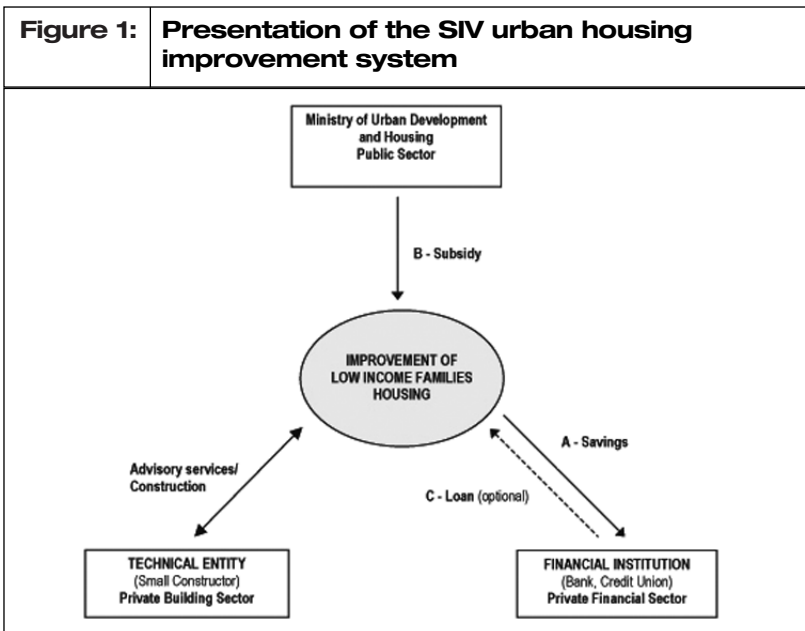 Figure 1:
Presentation of the SIV urban housing
improvement system
Ministry of Urban Development
and Housing
Public Sector
B - Subsidy
IMPROVEMENT OF
LOW INCOME FAMILIES
HOUSING
A - Savings
Advisory services/
Construction
C - Loan (optional)
TECHNICAL ENTITY
(Small Constructor)
Private Building Sector
FINANCIAL INSTITUTION
(Bank, Credit Union)
Private Financial Sector